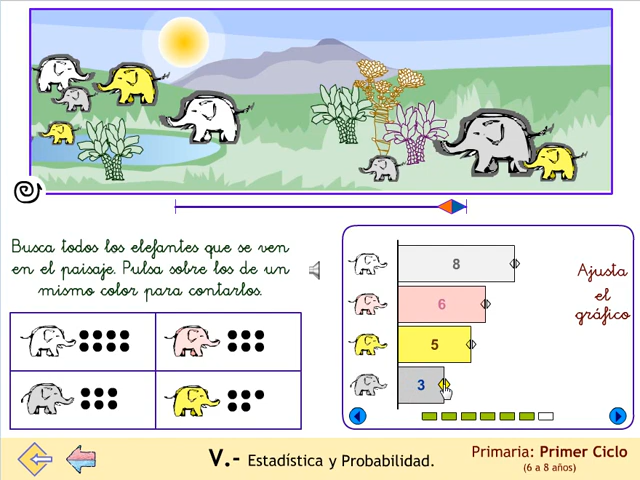 Busca todos los elefantes que se ven
en el paisaje. Pulsa sobre los de un
mismo color para contarlos.
8
6
5
3
Ajusta
el
gráfico
V.- Estadística y Probabilidad.
Primaria: Primer Ciclo
(6 a 8 años)